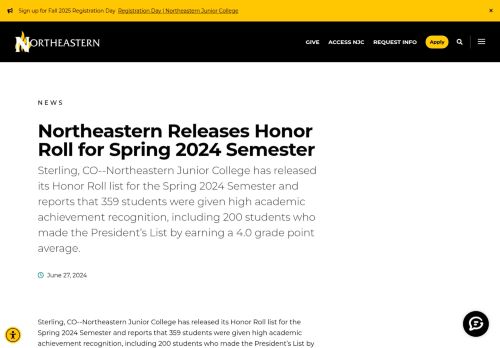 Sign up for Fall 2025 Registration Day Registration Day | Northeastern Junior College ×
NORTHEASTERN GIVE ACCESS NJC REQUEST INFO Apply
NEWS
Northeastern Releases Honor
Roll for Spring 2024 Semester
Sterling, CO--Northeastern Junior College has released
its Honor Roll list for the Spring 2024 Semester and
reports that 359 students were given high academic
achievement recognition, including 200 students who
made the President's List by earning a 4.0 grade point
average.
June 27, 2024
Sterling, CO--Northeastern Junior College has released its Honor Roll list for the
Spring 2024 Semester and reports that 359 students were given high academic
achievement recognition, including 200 students who made the President's List by